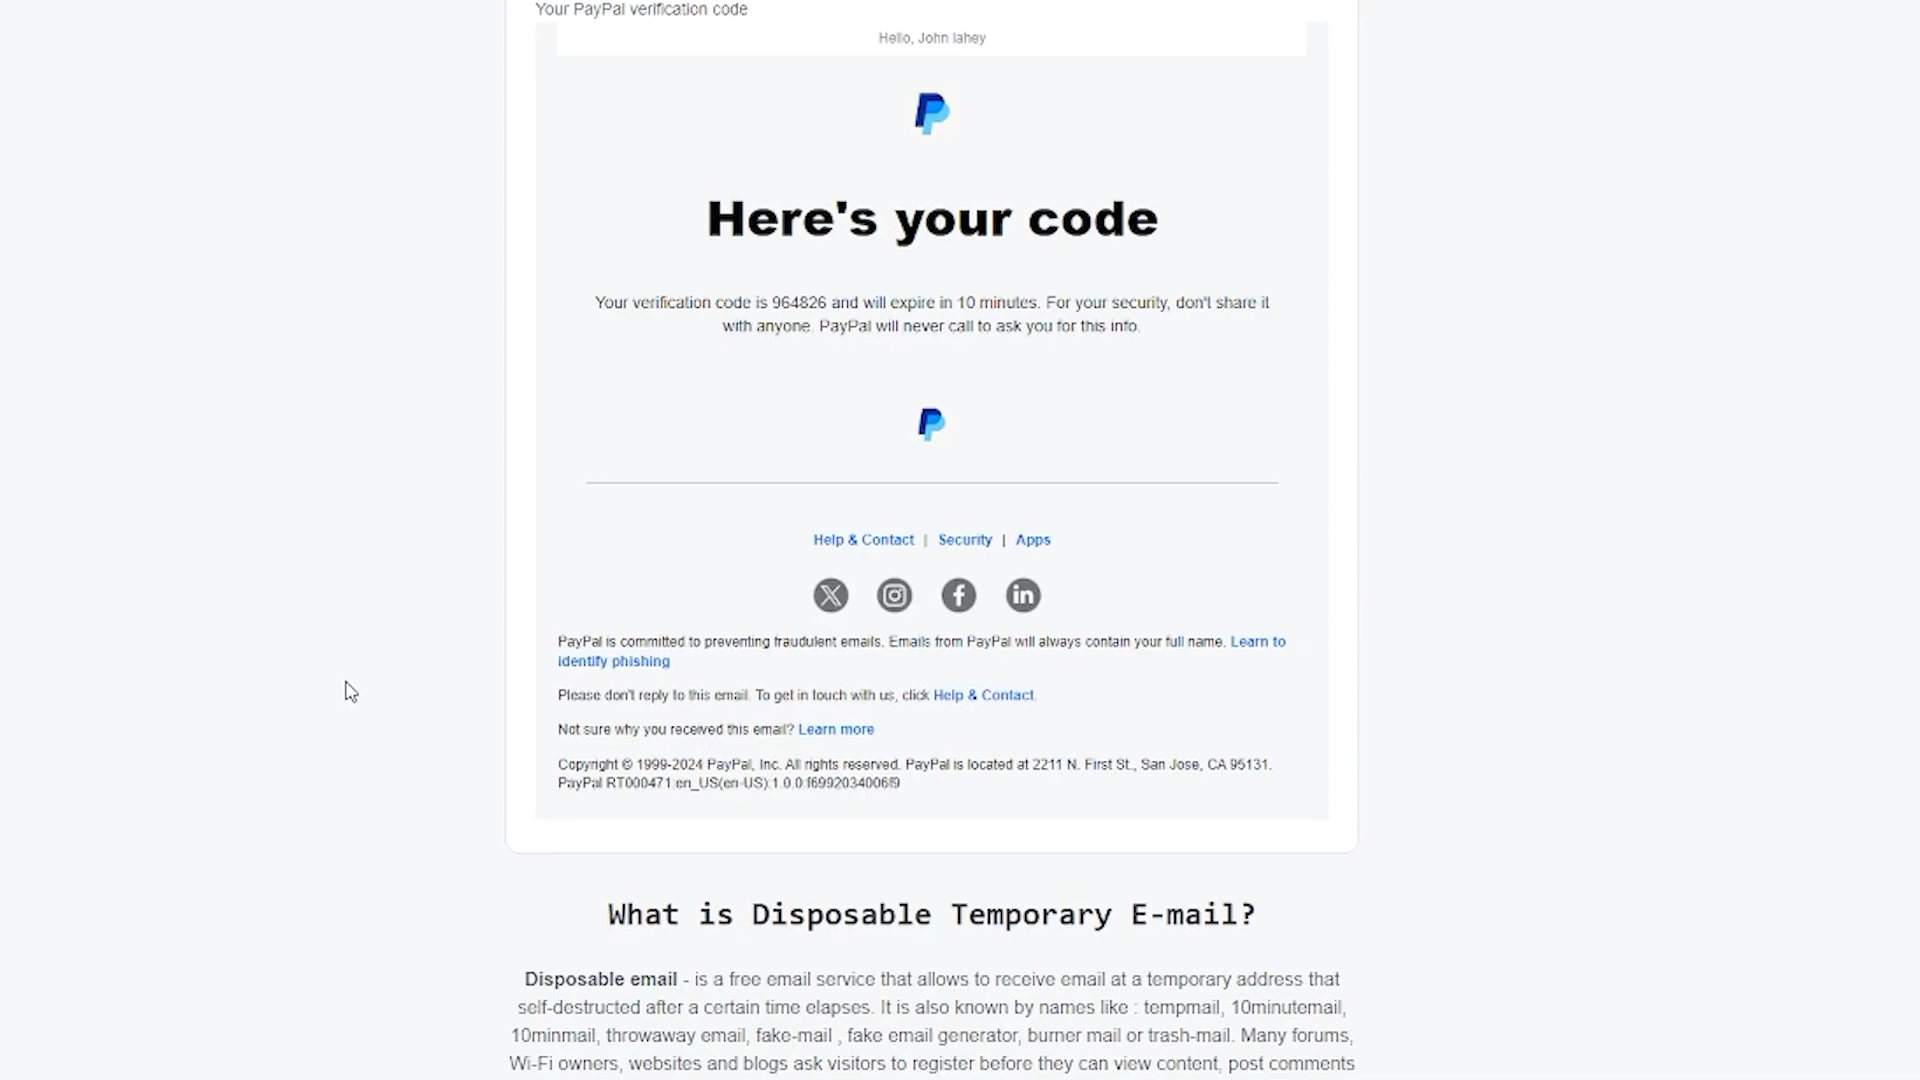 Your PayPal verification code
Hello, John lahey
Here's your code
Your verification code is 964826 and will expire in 10 minutes. For your security, don't share it
with anyone. PayPal will never call to ask you for this info.
Help & Contact | Security | Apps
PayPal is committed to preventing fraudulent emails. Emails from PayPal will always contain your full name. Learn to
identify phishing
Please don't reply to this email. To get in touch with us, click Help & Contact.
Not sure why you received this email? Learn more
Copyright © 1999-2024 PayPal, Inc. All rights reserved. PayPal is located at 2211 N. First St., San Jose, CA 95131.
PayPal RT000471:en_US(en-US):1.0.0:f6992034006f9
What is Disposable Temporary E-mail?
Disposable email - is a free email service that allows to receive email at a temporary address that
self-destructed after a certain time elapses. It is also known by names like : tempmail, 10minutemail,
10minmail, throwaway email, fake-mail , fake email generator, burner mail or trash-mail. Many forums,
Wi-Fi owners, websites and blogs ask visitors to register before they can view content, post comments